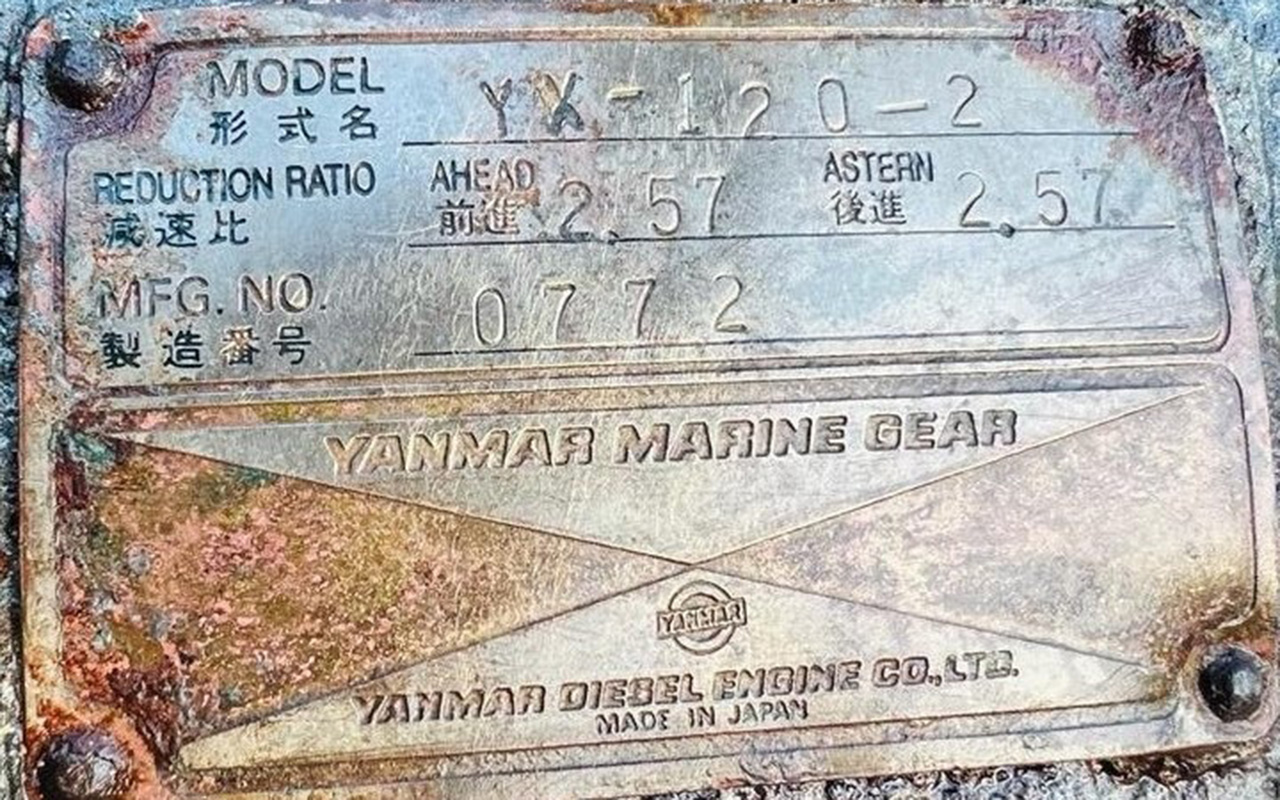 MODEL YX-120-2
形式名
REDUCTION RATIO AHEAD 2.57 ASTERN 2.57
減速比 前進 後進
MFG. NO. 0772
製造番号
YANMAR MARINE GEAR
YANMAR
YANMAR DIESEL ENGINE CO., LTD.
MADE IN JAPAN